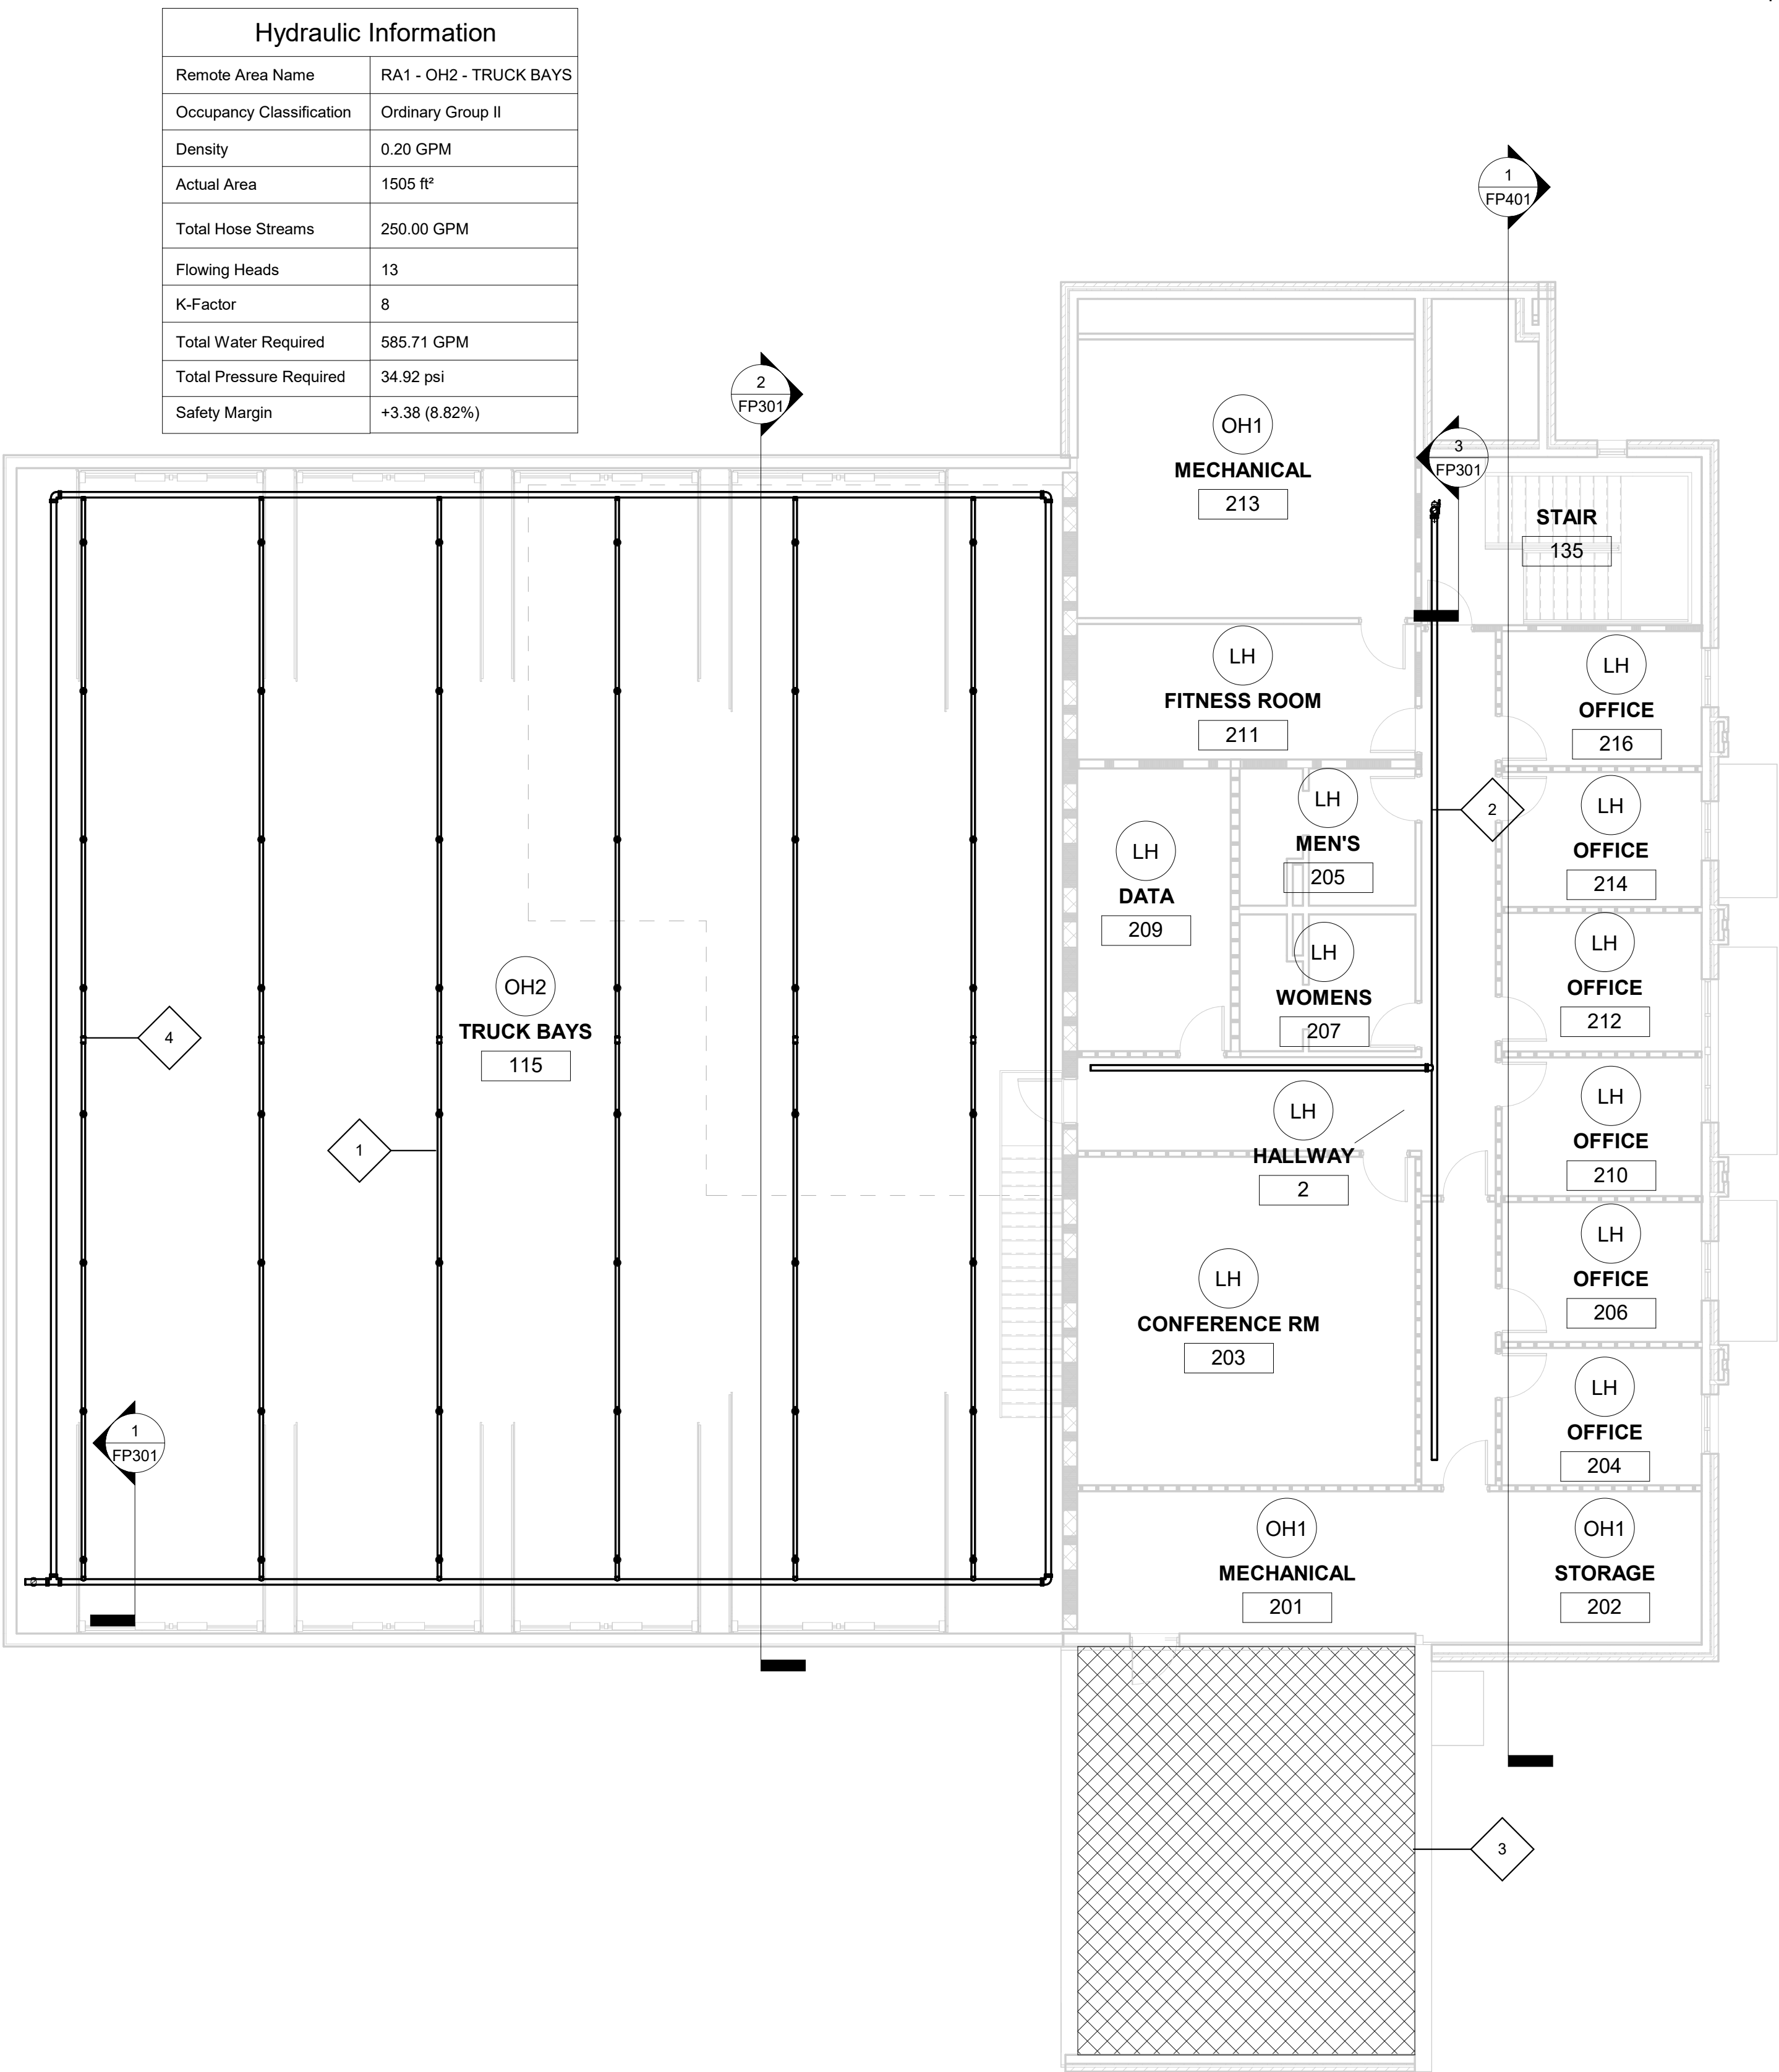 Hydraulic Information
Remote Area Name RA1 - OH2 - TRUCK BAYS
Occupancy Classification Ordinary Group II
Density 0.20 GPM
Actual Area 1505 ft²
Total Hose Streams 250.00 GPM
Flowing Heads 13
K-Factor 8
Total Water Required 585.71 GPM
Total Pressure Required 34.92 psi
Safety Margin +3.38 (8.82%)
1
FP401
2
FP301
OH1
MECHANICAL
213
3
FP301
STAIR
135
LH
FITNESS ROOM
211
LH
OFFICE
216
LH
MEN'S
205
2
LH
OFFICE
214
LH
DATA
209
LH
WOMENS
207
LH
OFFICE
212
OH2
TRUCK BAYS
115
4
1
LH
HALLWAY
2
LH
OFFICE
210
LH
CONFERENCE RM
203
LH
OFFICE
206
LH
OFFICE
204
1
FP301
OH1
MECHANICAL
201
OH1
STORAGE
202
3